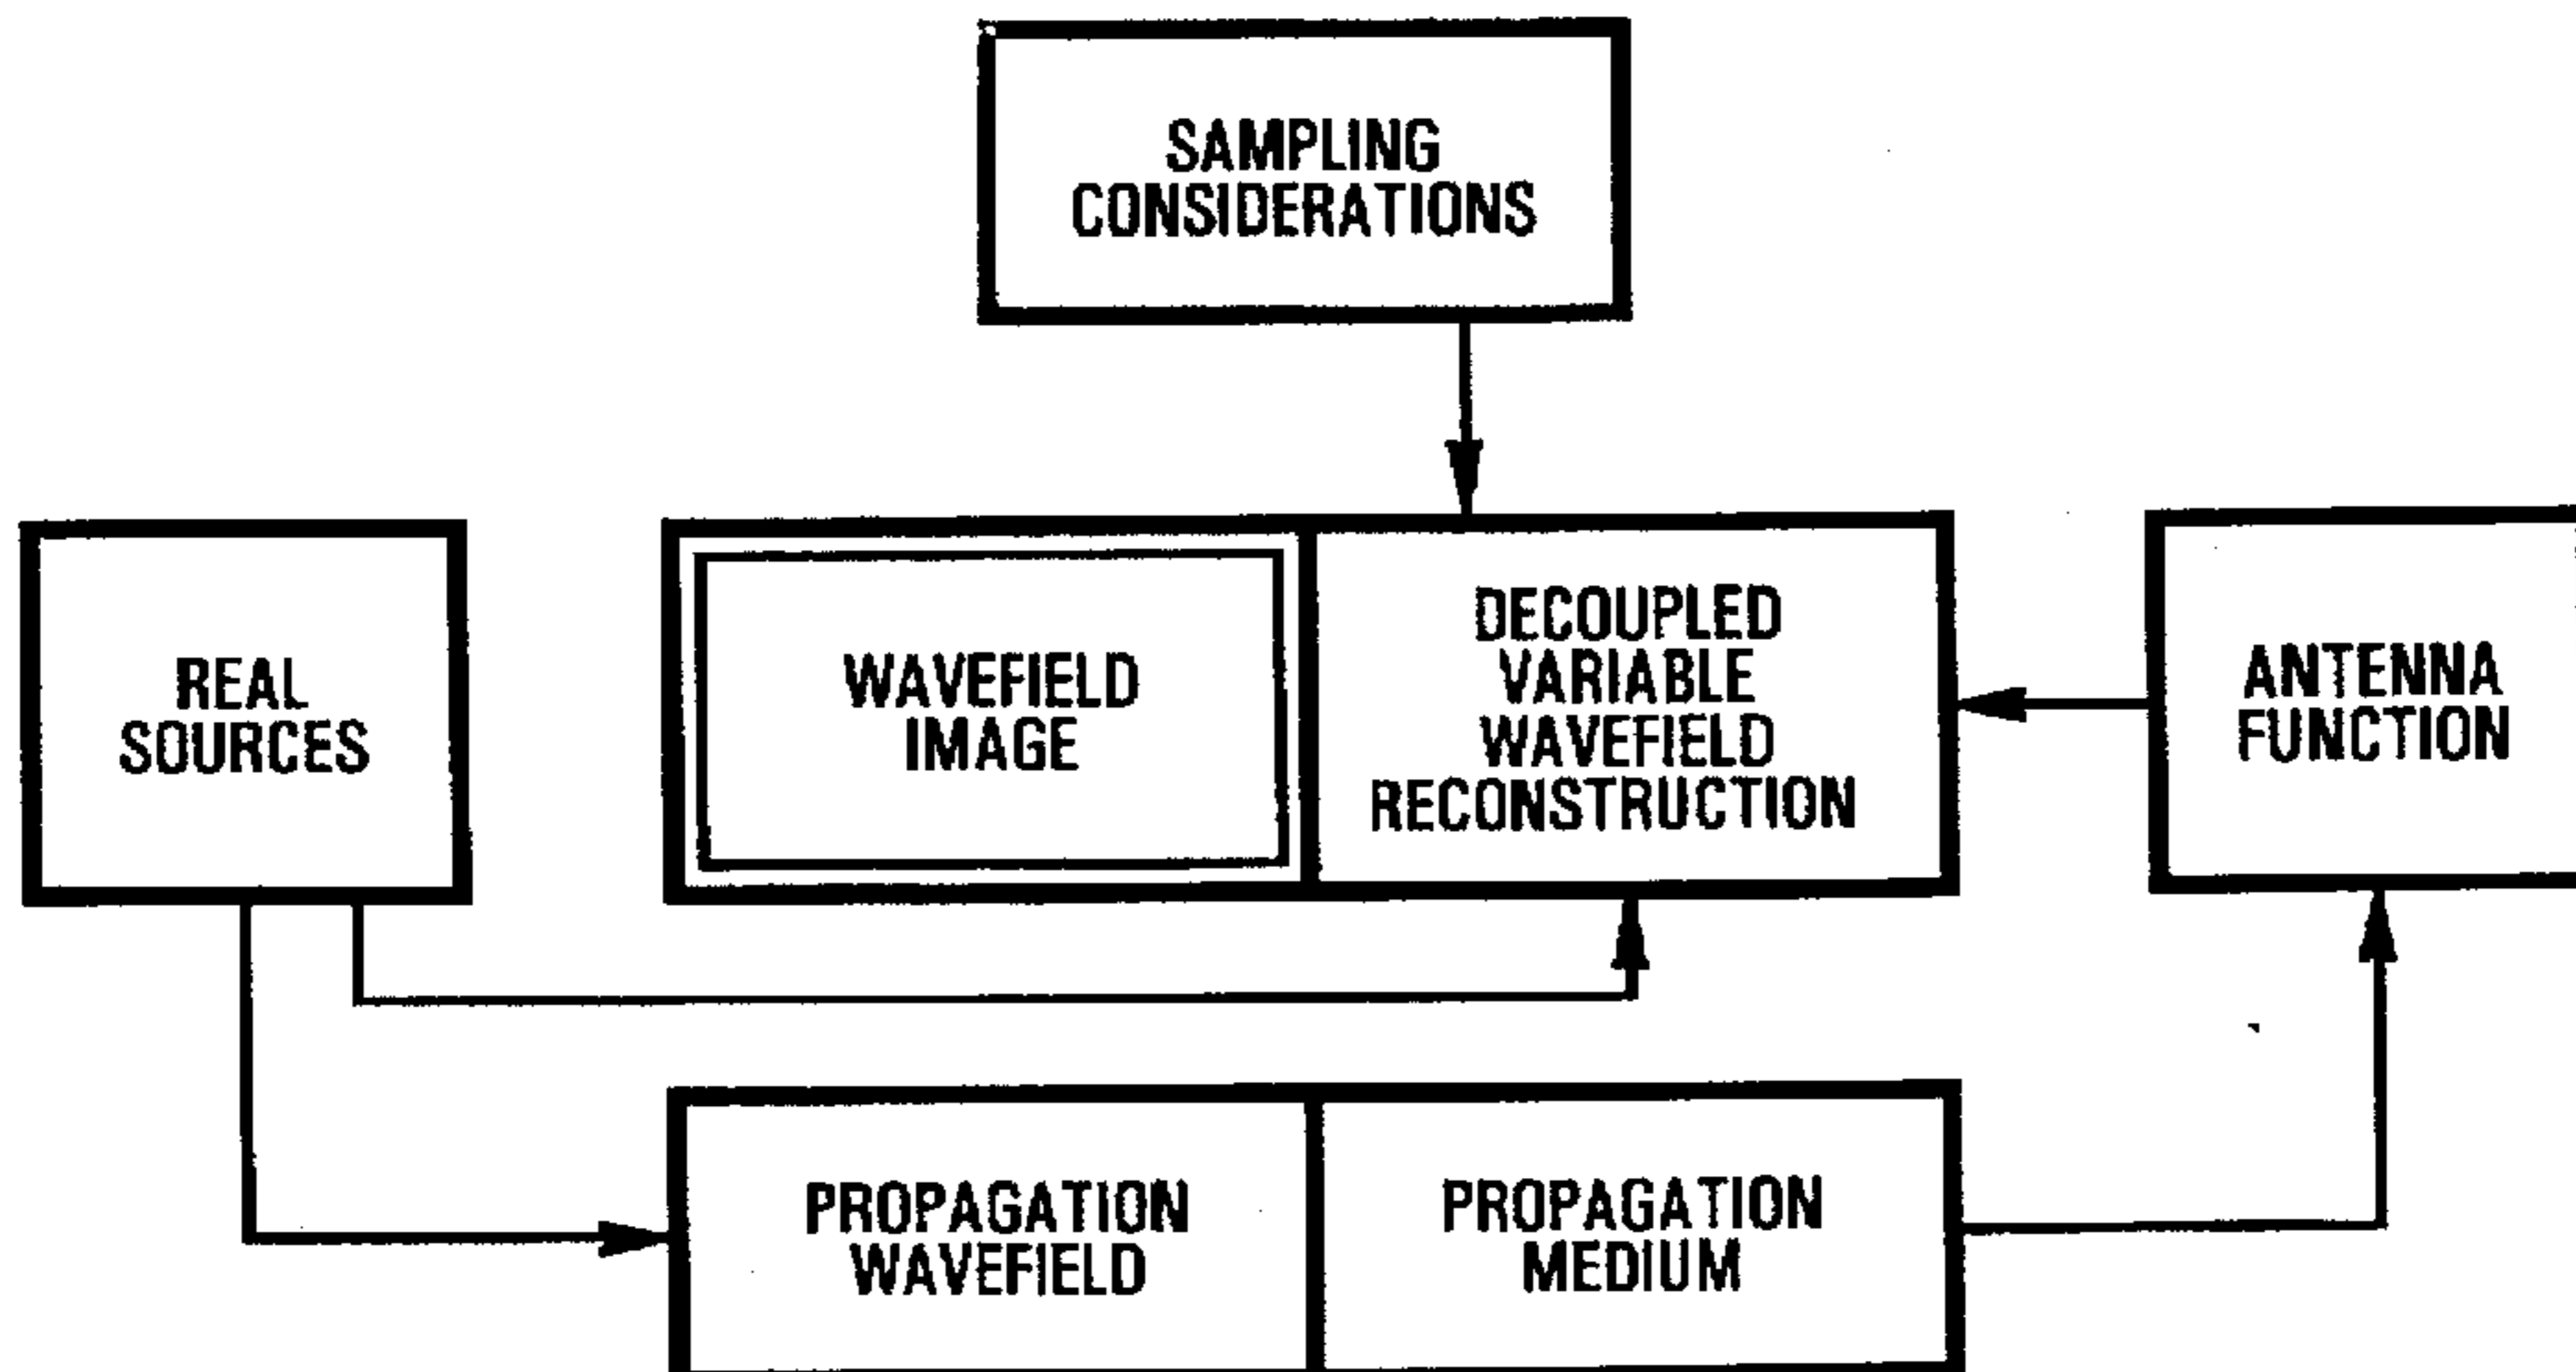 SAMPLING
CONSIDERATIONS
REAL
SOURCES
WAVEFIELD
IMAGE
DECOUPLED
VARIABLE
WAVEFIELD
RECONSTRUCTION
ANTENNA
FUNCTION
PROPAGATION
WAVEFIELD
PROPAGATION
MEDIUM